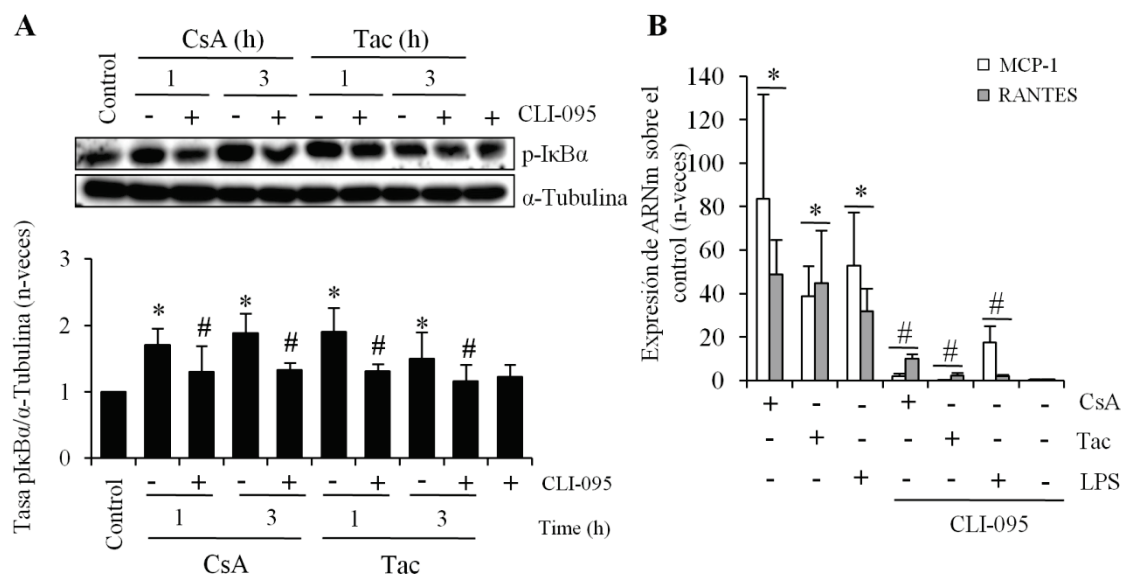 A
CsA (h)
Tac (h)
Control
1
3
1
3
- + - + - + - + + CLI-095
p-IκBα
α-Tubulina
Tasa pIkBα/α-Tubulina (n-veces)
3
2
1
0
* # * # * # * #
- + - + - + - + + CLI-095
Control
1 3 1 3 Time (h)
CsA
Tac
B
MCP-1
RANTES
Expresión de ARNm sobre el
control (n-veces)
140
120
100
80
60
40
20
0
* * * # # #
+ - - + - - - CsA
- + - - + - - Tac
- - + - - + - LPS
CLI-095